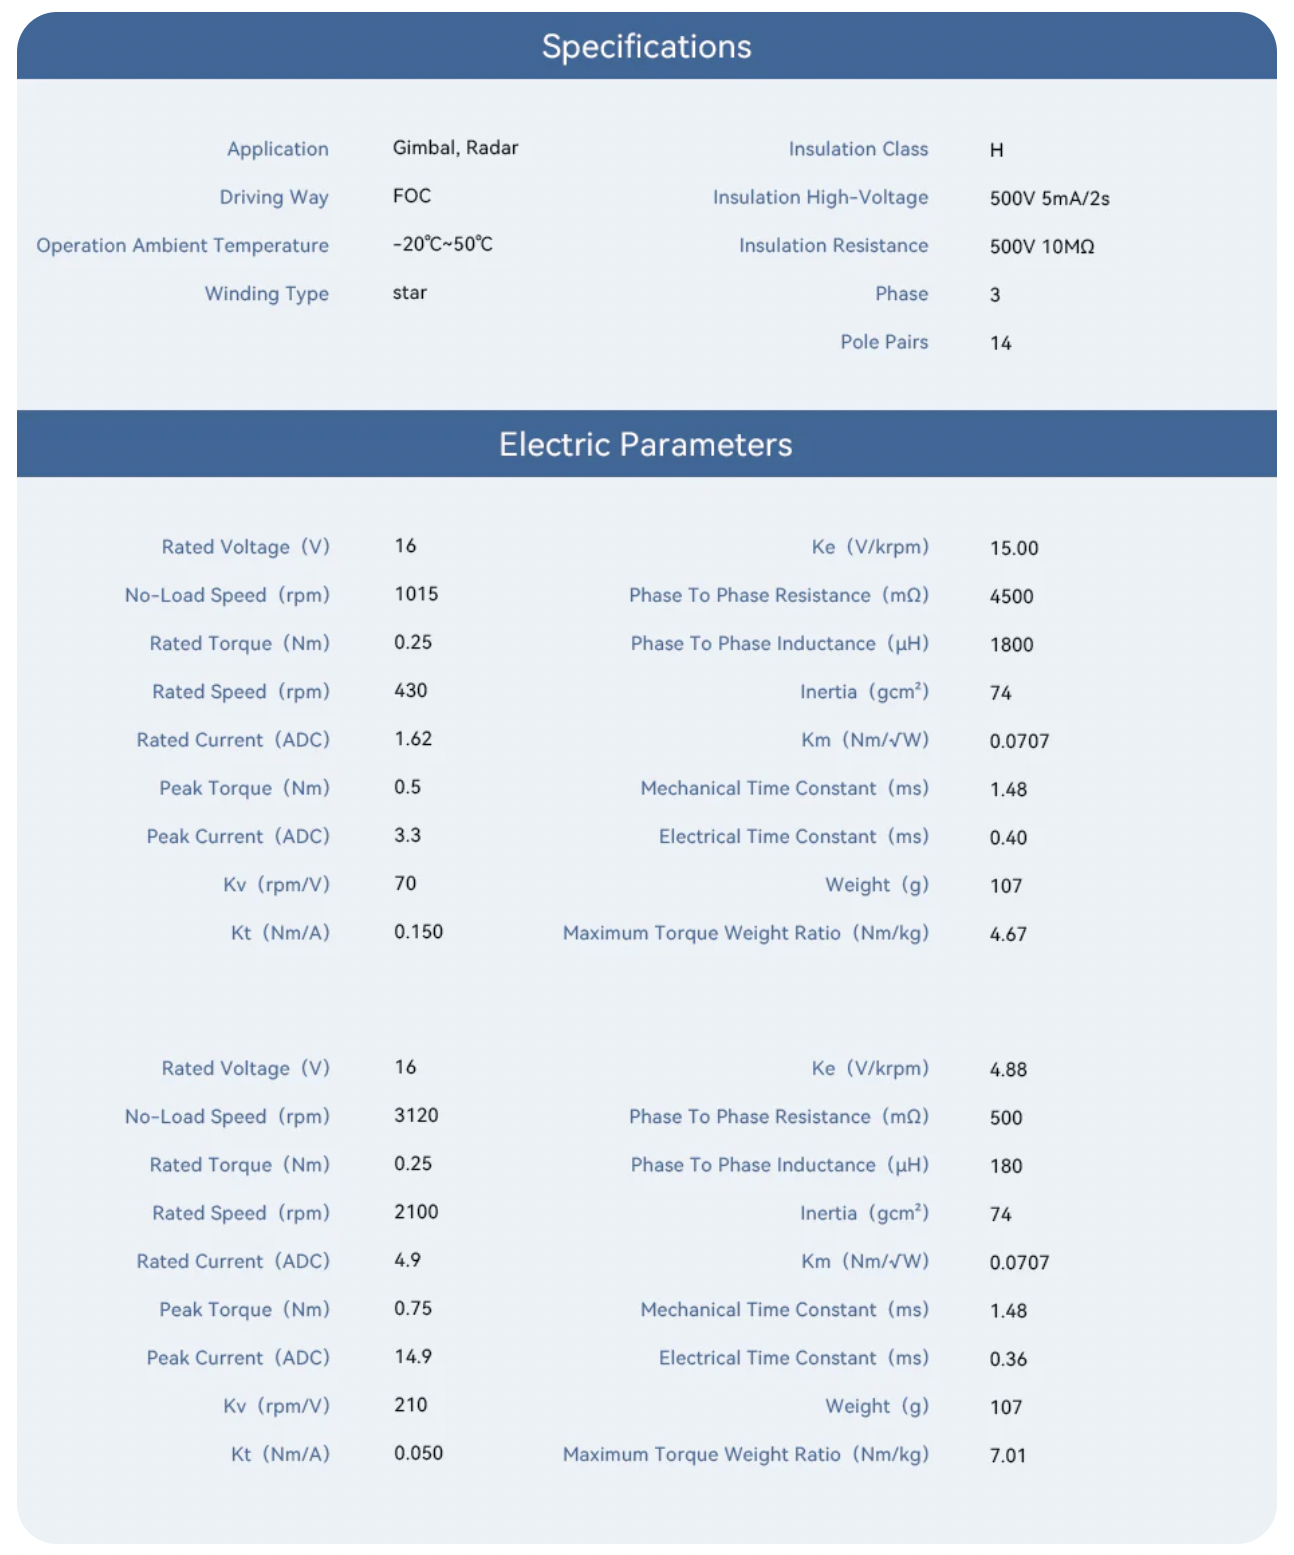 Specifications
Application Gimbal, Radar Insulation Class H
Driving Way FOC Insulation High-Voltage 500V 5mA/2s
Operation Ambient Temperature -20℃~50℃ Insulation Resistance 500V 10MΩ
Winding Type star Phase 3
Pole Pairs 14
Electric Parameters
Rated Voltage (V) 16 Ke (V/krpm) 15.00
No-Load Speed (rpm) 1015 Phase To Phase Resistance (mΩ) 4500
Rated Torque (Nm) 0.25 Phase To Phase Inductance (μH) 1800
Rated Speed (rpm) 430 Inertia (gcm²) 74
Rated Current (ADC) 1.62 Km (Nm/√W) 0.0707
Peak Torque (Nm) 0.5 Mechanical Time Constant (ms) 1.48
Peak Current (ADC) 3.3 Electrical Time Constant (ms) 0.40
Kv (rpm/V) 70 Weight (g) 107
Kt (Nm/A) 0.150 Maximum Torque Weight Ratio (Nm/kg) 4.67
Rated Voltage (V) 16 Ke (V/krpm) 4.88
No-Load Speed (rpm) 3120 Phase To Phase Resistance (mΩ) 500
Rated Torque (Nm) 0.25 Phase To Phase Inductance (μH) 180
Rated Speed (rpm) 2100 Inertia (gcm²) 74
Rated Current (ADC) 4.9 Km (Nm/√W) 0.0707
Peak Torque (Nm) 0.75 Mechanical Time Constant (ms) 1.48
Peak Current (ADC) 14.9 Electrical Time Constant (ms) 0.36
Kv (rpm/V) 210 Weight (g) 107
Kt (Nm/A) 0.050 Maximum Torque Weight Ratio (Nm/kg) 7.01